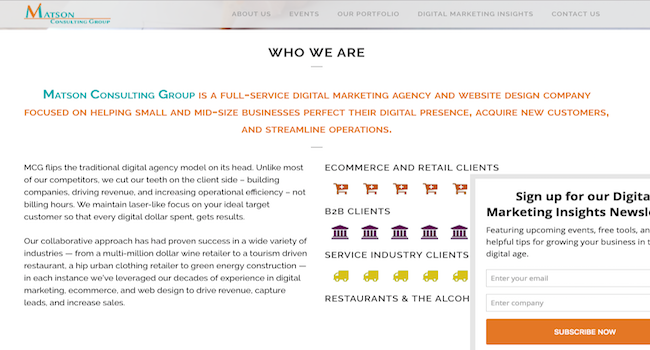 MATSON
CONSULTING GROUP
ABOUT US EVENTS OUR PORTFOLIO DIGITAL MARKETING INSIGHTS CONTACT US
WHO WE ARE
MATSON CONSULTING GROUP IS A FULL-SERVICE DIGITAL MARKETING AGENCY AND WEBSITE DESIGN COMPANY
FOCUSED ON HELPING SMALL AND MID-SIZE BUSINESSES PERFECT THEIR DIGITAL PRESENCE, ACQUIRE NEW CUSTOMERS,
AND STREAMLINE OPERATIONS.
MCG flips the traditional digital agency model on its head. Unlike most
of our competitors, we cut our teeth on the client side – building
companies, driving revenue, and increasing operational efficiency – not
billing hours. We maintain laser-like focus on your ideal target
customer so that every digital dollar spent, gets results.
Our collaborative approach has had proven success in a wide variety of
industries — from a multi-million dollar wine retailer to a tourism driven
restaurant, a hip urban clothing retailer to green energy construction —
in each instance we've leveraged our decades of experience in digital
marketing, ecommerce, and web design to drive revenue, capture
leads, and increase sales.
ECOMMERCE AND RETAIL CLIENTS
B2B CLIENTS
SERVICE INDUSTRY CLIENTS
RESTAURANTS & THE ALCOH
Sign up for our Digita
Marketing Insights Newsle
Featuring upcoming events, free tools, an
helpful tips for growing your business in t
digital age.
Enter your email
Enter company
SUBSCRIBE NOW